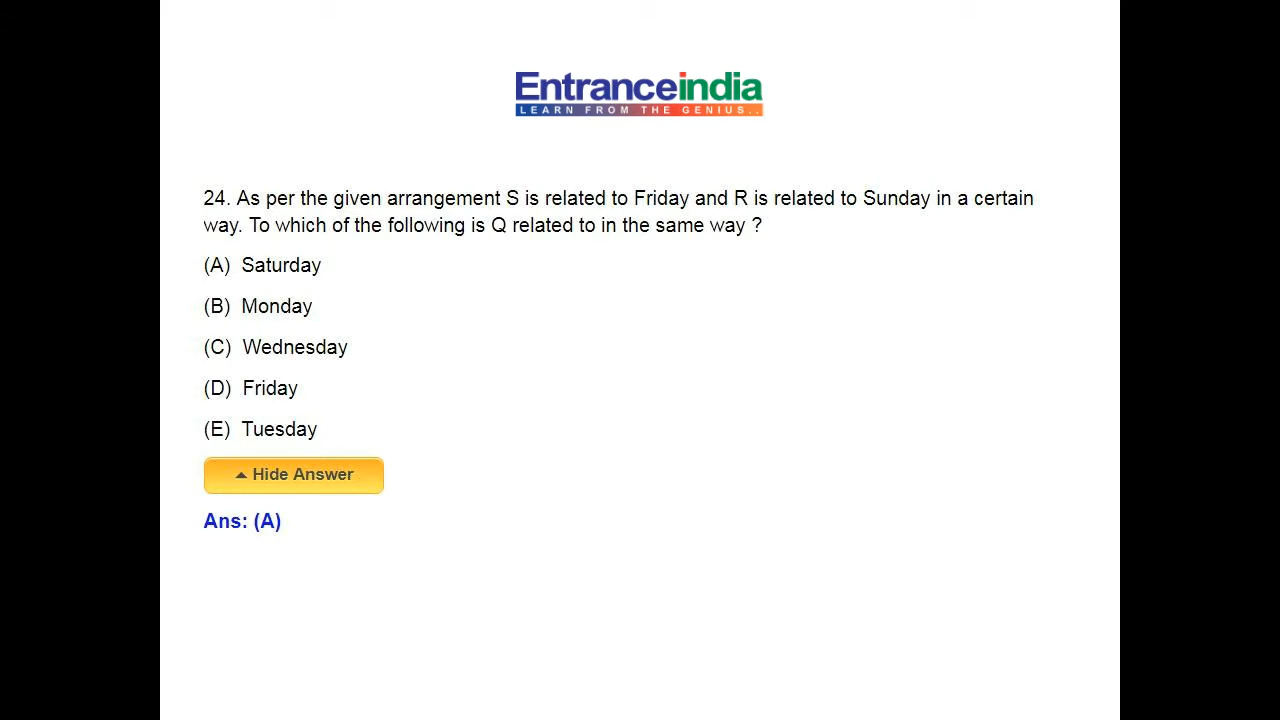 Entranceindia
LEARN FROM THE GENIUS..
24. As per the given arrangement S is related to Friday and R is related to Sunday in a certain
way. To which of the following is Q related to in the same way ?
(A) Saturday
(B) Monday
(C) Wednesday
(D) Friday
(E) Tuesday
Hide Answer
Ans: (A)